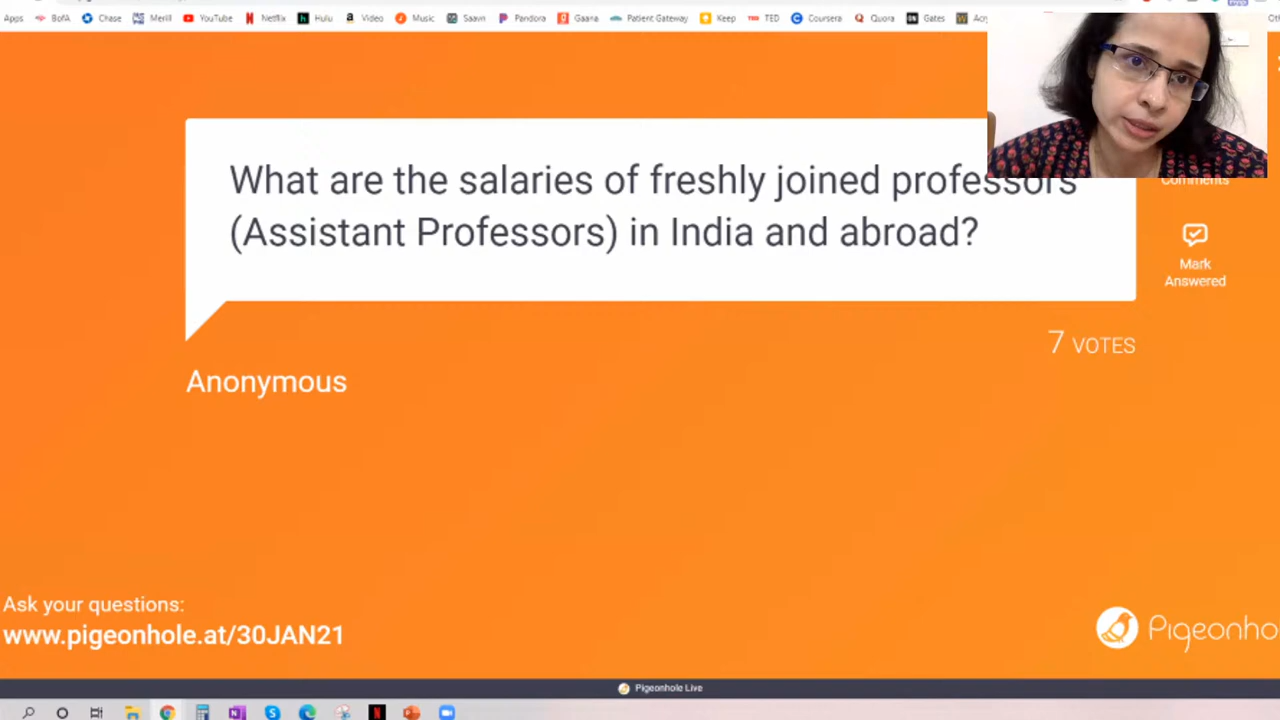 Apps BofA Chase Merrill YouTube Netflix Hulu Video Music Saavn Pandora Gaana Patient Gateway Keep TED Coursera Quora Gates
What are the salaries of freshly joined professors
(Assistant Professors) in India and abroad?
Comments
Mark
Answered
7 VOTES
Anonymous
Ask your questions:
www.pigeonhole.at/30JAN21
Pigeonho
Pigeonhole Live